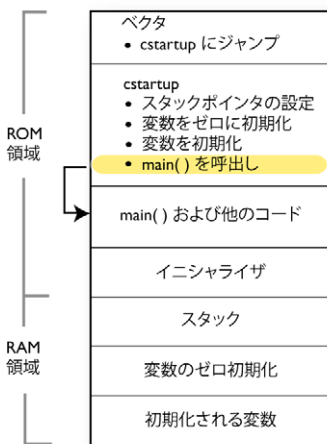 ベクタ
• cstartup にジャンプ
cstartup
• スタックポインタの設定
• 変数をゼロに初期化
• 変数を初期化
• main( ) を呼出し
ROM
領域
main( ) および他のコード
イニシャライザ
スタック
RAM
領域
変数のゼロ初期化
初期化される変数